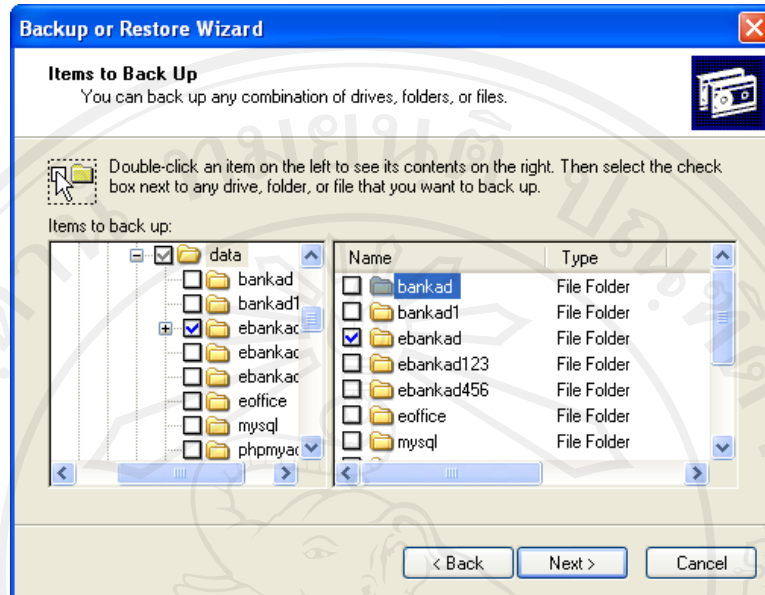 Backup or Restore Wizard
Items to Back Up
You can back up any combination of drives, folders, or files.
Double-click an item on the left to see its contents on the right. Then select the check
box next to any drive, folder, or file that you want to back up.
Items to back up:
data
bankad
bankad1
ebankad
ebankad
ebankad
eoffice
mysql
phpmyac
Name Type
bankad File Folder
bankad1 File Folder
ebankad File Folder
ebankad123 File Folder
ebankad456 File Folder
eoffice File Folder
mysql File Folder
< Back Next > Cancel